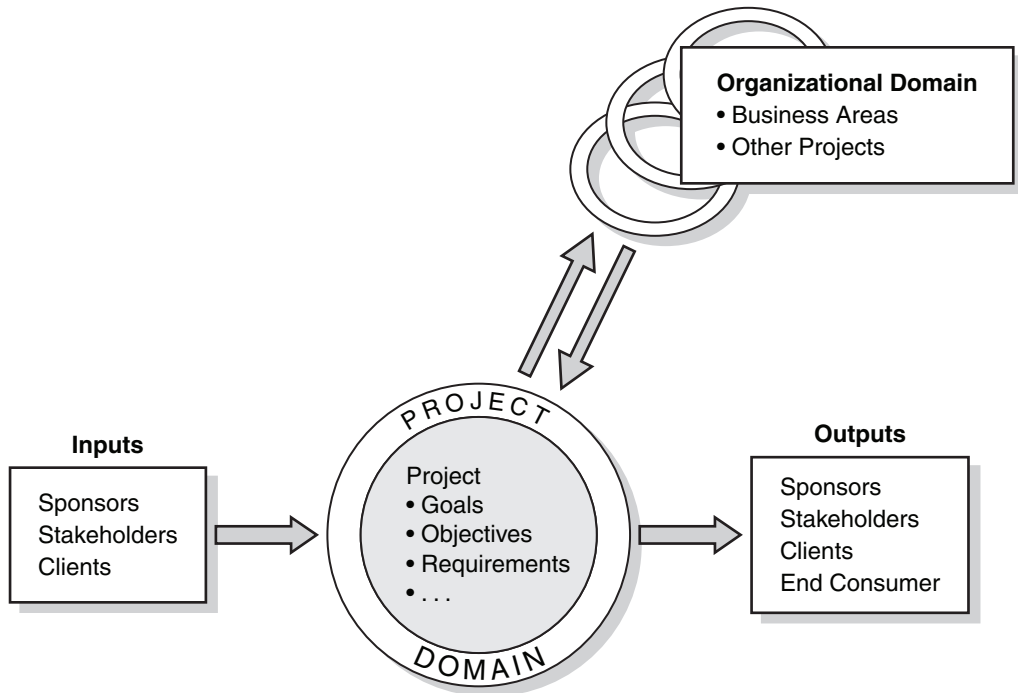 Organizational Domain
• Business Areas
• Other Projects
Inputs
Sponsors
Stakeholders
Clients
PROJECT
Project
• Goals
• Objectives
• Requirements
• . . .
DOMAIN
Outputs
Sponsors
Stakeholders
Clients
End Consumer